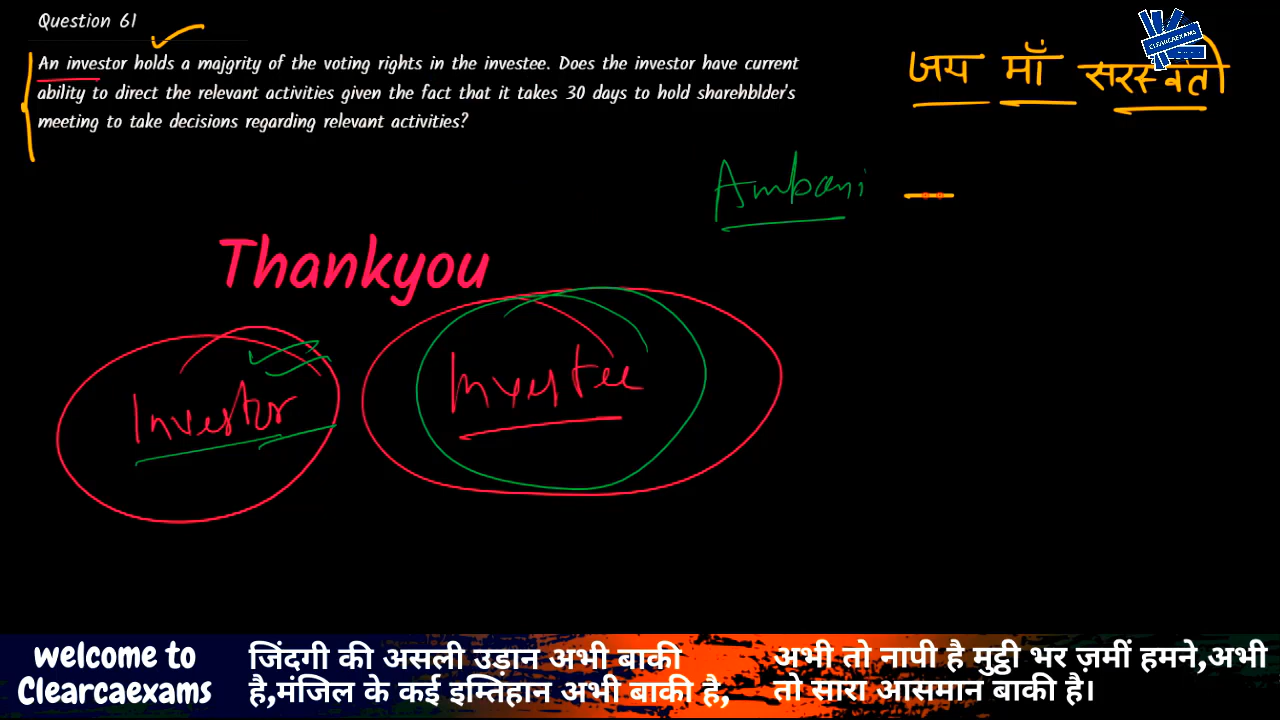 Question 61
An investor holds a majgrity of the voting rights in the investee. Does the investor have current
ability to direct the relevant activities given the fact that it takes 30 days to hold sharehblder's
meeting to take decisions regarding relevant activities?
CLEARCAEXAMS
जय माँ सरस्वती
Ambani
Thankyou
Investor
Investee
welcome to
Clearcaexams
जिंदगी की असली उड़ान अभी बाकी
है,मंजिल के कई इम्तिहान अभी बाकी है,
अभी तो नापी है मुट्ठी भर ज़मीं हमने,अभी
तो सारा आसमान बाकी है।